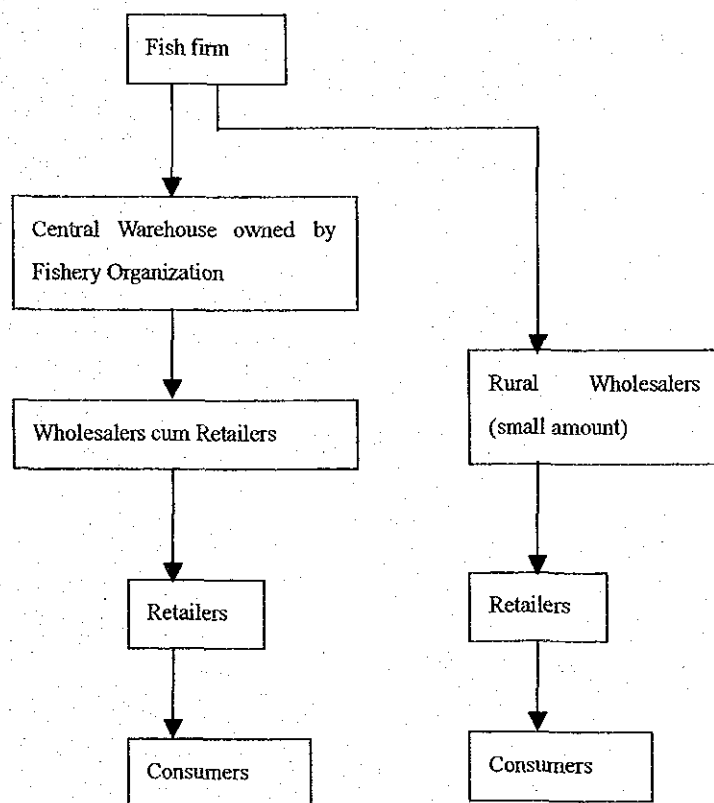 Fish firm
Central Warehouse owned by
Fishery Organization
Wholesalers cum Retailers
Retailers
Consumers
Rural Wholesalers
(small amount)
Retailers
Consumers